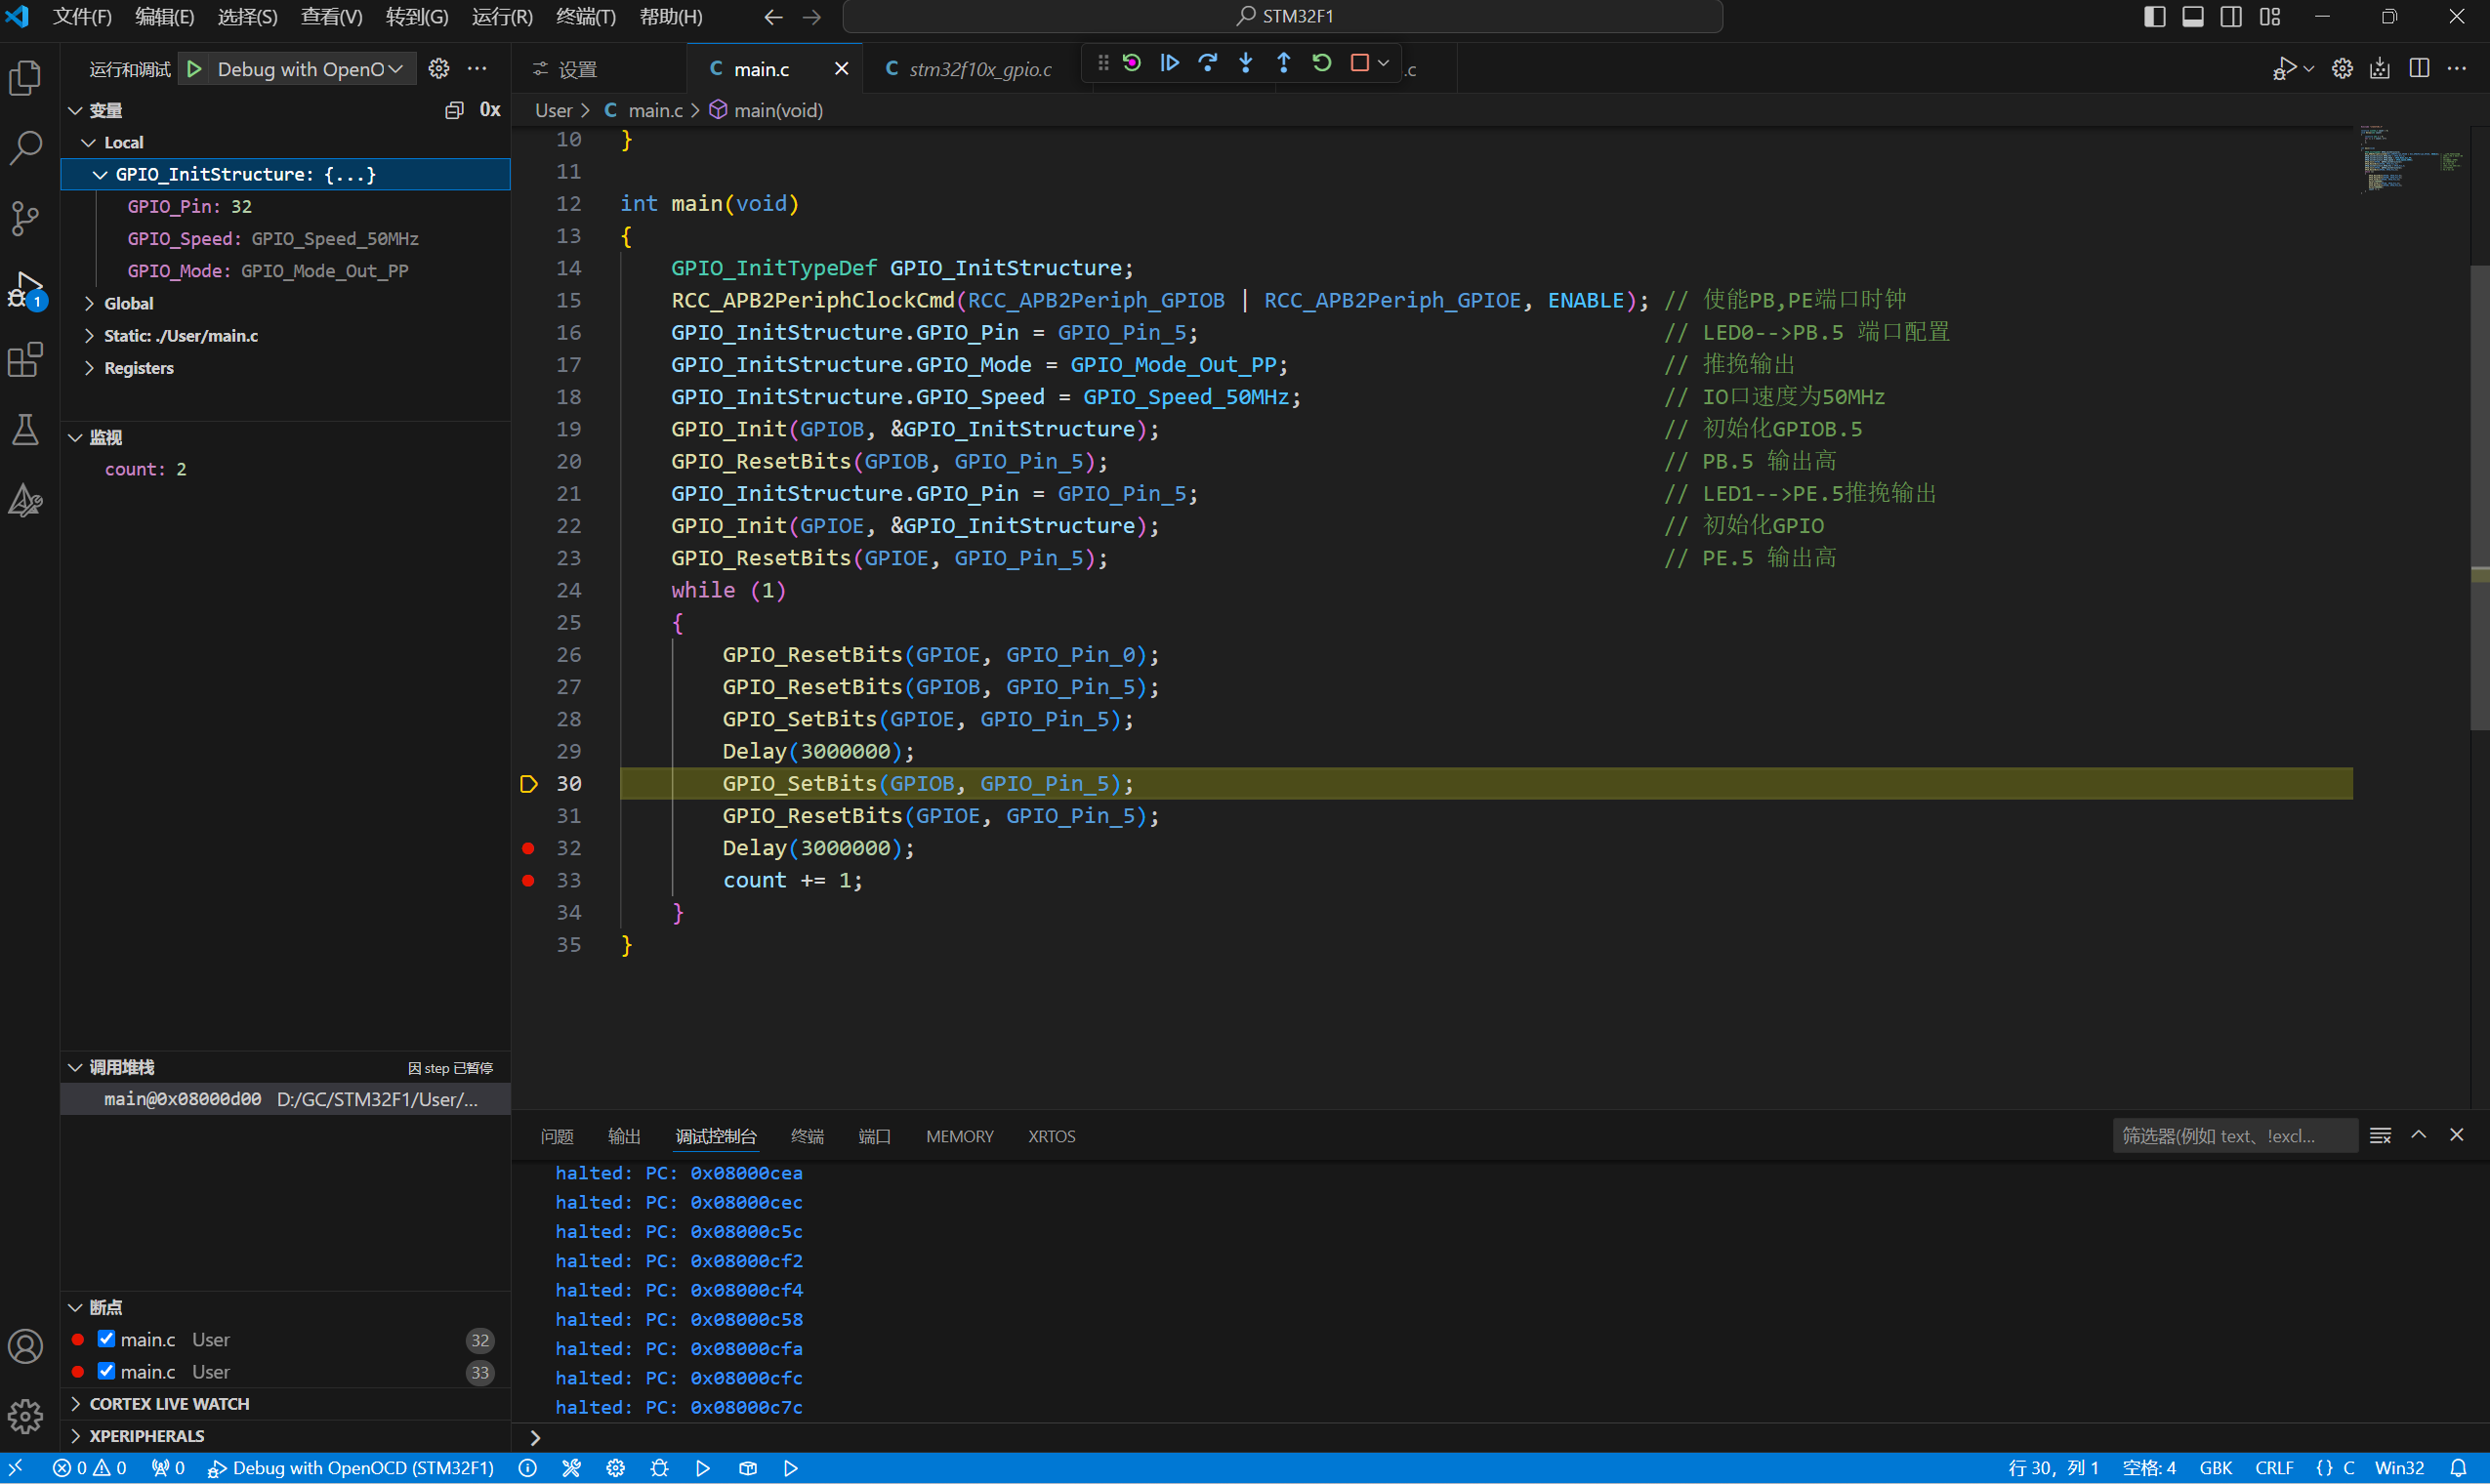 文件(F) 编辑(E) 选择(S) 查看(V) 转到(G) 运行(R) 终端(T) 帮助(H) STM32F1
运行和调试 Debug with OpenO
变量 0x
Local
GPIO_InitStructure: {...}
GPIO_Pin: 32
GPIO_Speed: GPIO_Speed_50MHz
GPIO_Mode: GPIO_Mode_Out_PP
Global
Static: ./User/main.c
Registers
监视
count: 2
调用堆栈 因 step 已暂停
main@0x08000d00 D:/GC/STM32F1/User/...
断点
main.c User 32
main.c User 33
CORTEX LIVE WATCH
XPERIPHERALS
设置 C main.c C stm32f10x_gpio.c .c
User > C main.c > main(void)
10 }
11
12 int main(void)
13 {
14 GPIO_InitTypeDef GPIO_InitStructure;
15 RCC_APB2PeriphClockCmd(RCC_APB2Periph_GPIOB | RCC_APB2Periph_GPIOE, ENABLE); // 使能PB,PE端口时钟
16 GPIO_InitStructure.GPIO_Pin = GPIO_Pin_5; // LED0-->PB.5 端口配置
17 GPIO_InitStructure.GPIO_Mode = GPIO_Mode_Out_PP; // 推挽输出
18 GPIO_InitStructure.GPIO_Speed = GPIO_Speed_50MHz; // IO口速度为50MHz
19 GPIO_Init(GPIOB, &GPIO_InitStructure); // 初始化GPIOB.5
20 GPIO_ResetBits(GPIOB, GPIO_Pin_5); // PB.5 输出高
21 GPIO_InitStructure.GPIO_Pin = GPIO_Pin_5; // LED1-->PE.5推挽输出
22 GPIO_Init(GPIOE, &GPIO_InitStructure); // 初始化GPIO
23 GPIO_ResetBits(GPIOE, GPIO_Pin_5); // PE.5 输出高
24 while (1)
25 {
26 GPIO_ResetBits(GPIOE, GPIO_Pin_0);
27 GPIO_ResetBits(GPIOB, GPIO_Pin_5);
28 GPIO_SetBits(GPIOE, GPIO_Pin_5);
29 Delay(3000000);
30 GPIO_SetBits(GPIOB, GPIO_Pin_5);
31 GPIO_ResetBits(GPIOE, GPIO_Pin_5);
32 Delay(3000000);
33 count += 1;
34 }
35 }
问题 输出 调试控制台 终端 端口 MEMORY XRTOS 筛选器(例如 text、!excl...
halted: PC: 0x08000cea
halted: PC: 0x08000cec
halted: PC: 0x08000c5c
halted: PC: 0x08000cf2
halted: PC: 0x08000cf4
halted: PC: 0x08000c58
halted: PC: 0x08000cfa
halted: PC: 0x08000cfc
halted: PC: 0x08000c7c
1
0 0 0 Debug with OpenOCD (STM32F1) 行 30, 列 1 空格: 4 GBK CRLF {} C Win32